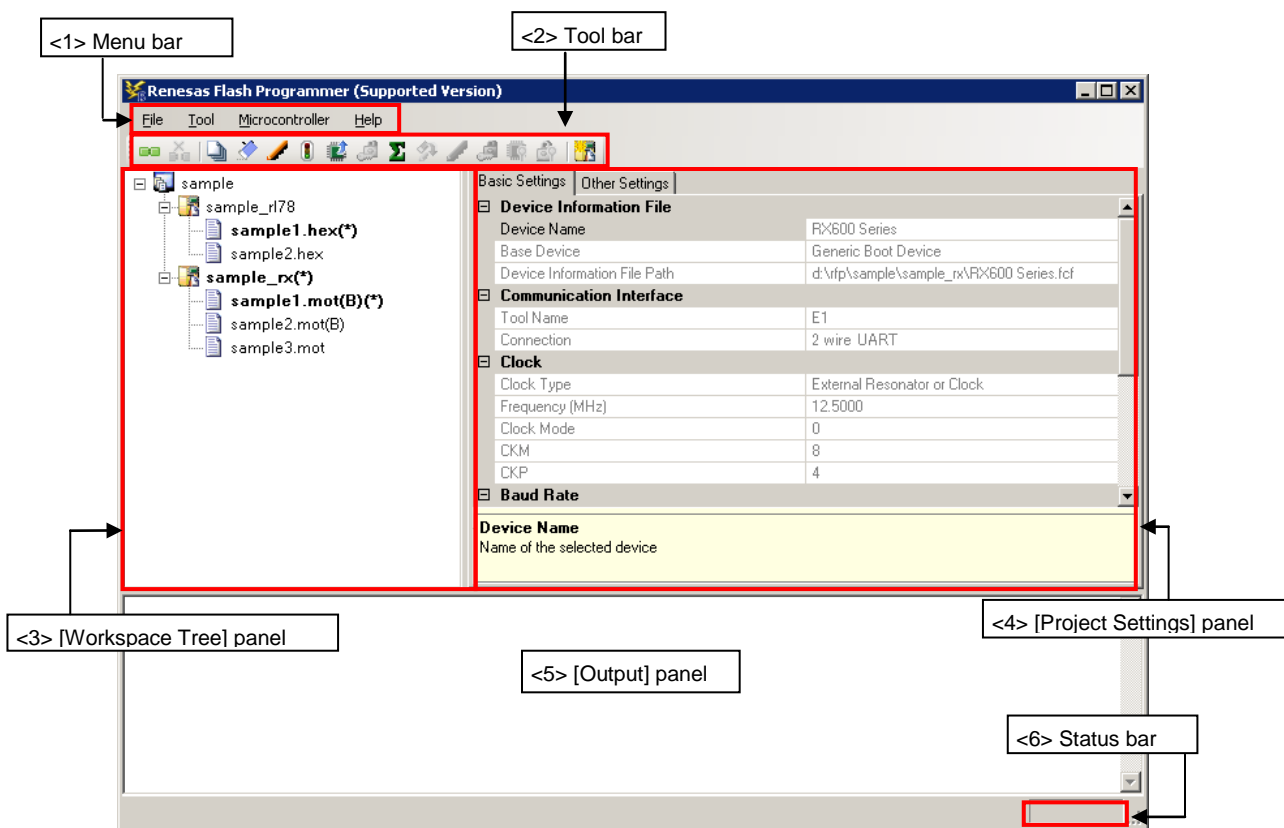 <1> Menu bar
<2> Tool bar
Renesas Flash Programmer (Supported Version)
File Tool Microcontroller Help
sample
sample_rl78
sample1.hex(*)
sample2.hex
sample_rx(*)
sample1.mot(B)(*)
sample2.mot(B)
sample3.mot
Basic Settings Other Settings
Device Information File
Device Name RX600 Series
Base Device Generic Boot Device
Device Information File Path d:\rfp\sample\sample_rx\RX600 Series.fcf
Communication Interface
Tool Name E1
Connection 2 wire UART
Clock
Clock Type External Resonator or Clock
Frequency (MHz) 12.5000
Clock Mode 0
CKM 8
CKP 4
Baud Rate
Device Name
Name of the selected device
<3> [Workspace Tree] panel
<4> [Project Settings] panel
<5> [Output] panel
<6> Status bar